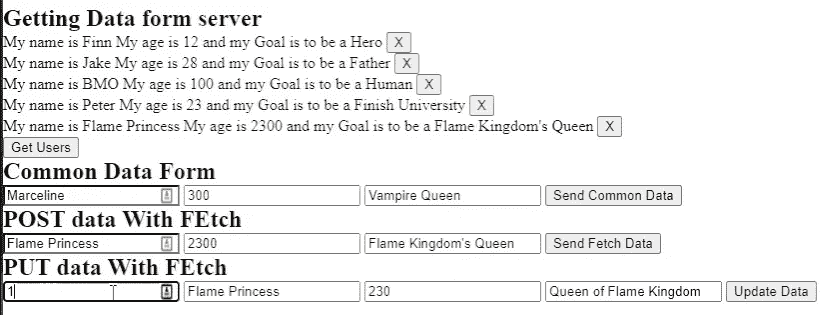 Getting Data form server
My name is Finn My age is 12 and my Goal is to be a Hero X
My name is Jake My age is 28 and my Goal is to be a Father X
My name is BMO My age is 100 and my Goal is to be a Human X
My name is Peter My age is 23 and my Goal is to be a Finish University X
My name is Flame Princess My age is 2300 and my Goal is to be a Flame Kingdom's Queen X
Get Users
Common Data Form
Marceline 300 Vampire Queen Send Common Data
POST data With FEtch
Flame Princess 2300 Flame Kingdom's Queen Send Fetch Data
PUT data With FEtch
1 Flame Princess 230 Queen of Flame Kingdom Update Data